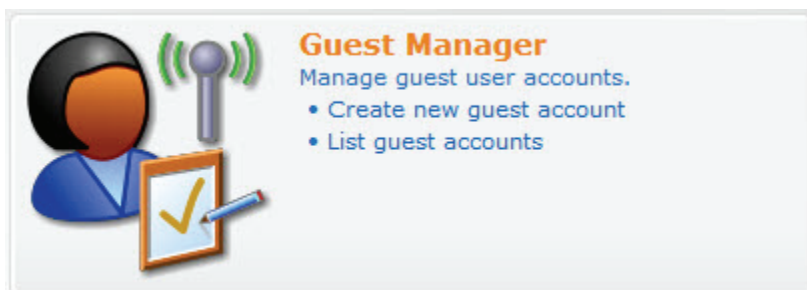 Guest Manager
Manage guest user accounts.
• Create new guest account
• List guest accounts